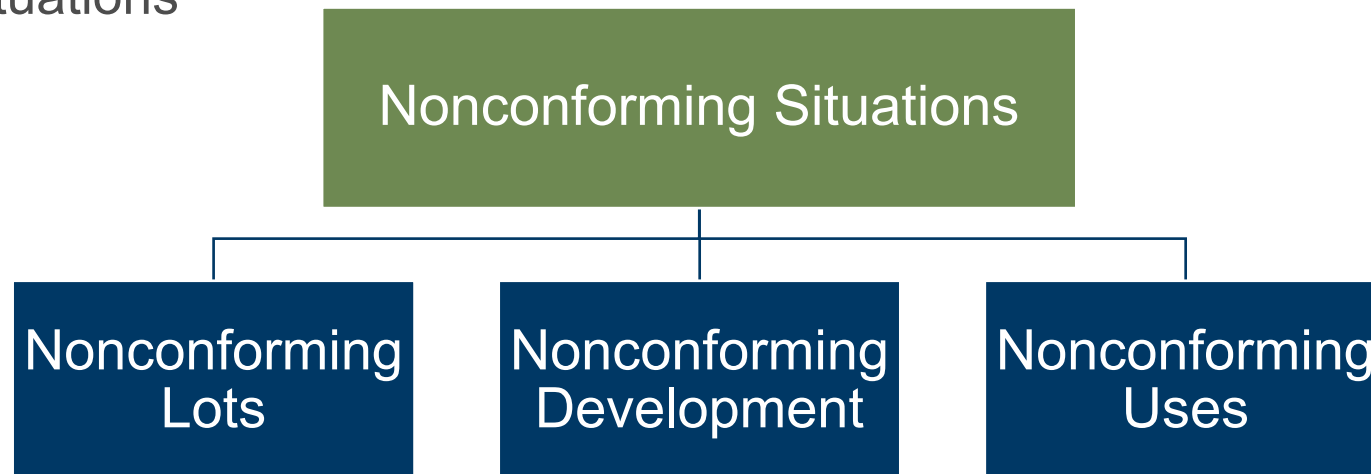 Nonconforming Situations
Nonconforming
Lots
Nonconforming
Development
Nonconforming
Uses